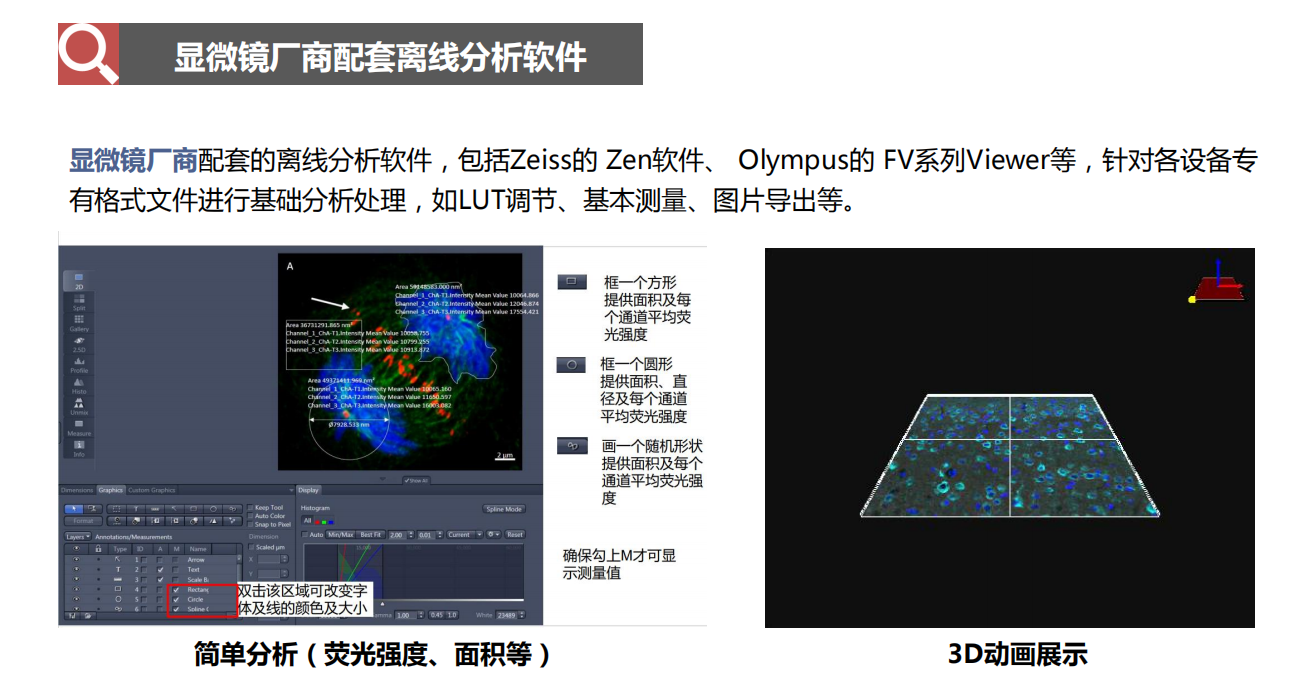 显微镜厂商配套离线分析软件
显微镜厂商配套的离线分析软件，包括Zeiss的 Zen软件、 Olympus的 FV系列Viewer等，针对各设备专
有格式文件进行基础分析处理，如LUT调节、基本测量、图片导出等。
2D
Split
Gallery
2.5D
Profile
Histo
Unmix
Measure
Info
A
Area 59148583.000 nm²
Channel_1_ChA-T1.Intensity Mean Value 10064.866
Channel_2_ChA-T2.Intensity Mean Value 12046.874
Channel_3_ChA-T3.Intensity Mean Value 17554.421
Area 36731291.865 nm²
Channel_1_ChA-T1.Intensity Mean Value 10058.755
Channel_2_ChA-T2.Intensity Mean Value 10799.255
Channel_3_ChA-T3.Intensity Mean Value 10913.872
Area 49371411.969 nm²
Channel_1_ChA-T1.Intensity Mean Value 10065.160
Channel_2_ChA-T2.Intensity Mean Value 11650.597
Channel_3_ChA-T3.Intensity Mean Value 16003.082
Ø7928.533 nm
2 μm
Show All
Dimensions Graphics Custom Graphics
Format
Keep Tool
Auto Color
Snap to Pixel
Layers Annotations/Measurements
Type ID A M Name
1 Arrow
T 2 Text
3 Scale B
4 Rectang
5 Circle
6 Spline C
Dimension
Scaled μm
X
Y
Display
Histogram
Spline Mode
All
Auto Min/Max Best Fit 2.00 0.01 Current Reset
1.00 0.45 1.0 White 23489
双击该区域可改变字
体及线的颜色及大小
框一个方形
提供面积及每
个通道平均荧
光强度
框一个圆形
提供面积、直
径及每个通道
平均荧光强度
画一个随机形状
提供面积及每个
通道平均荧光强
度
确保勾上M才可显
示测量值
简单分析（荧光强度、面积等）
3D动画展示